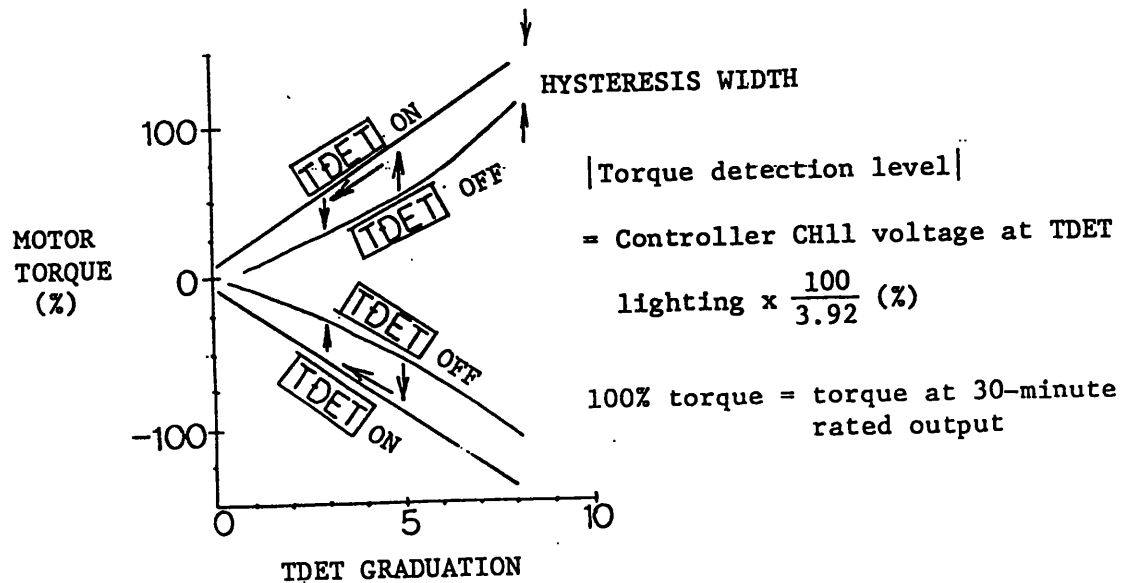 HYSTERESIS WIDTH
100
TDET ON
TDET OFF
|Torque detection level|
MOTOR
TORQUE
(%)
= Controller CH11 voltage at TDET
lighting x 100/3.92 (%)
0
TDET OFF
TDET ON
100% torque = torque at 30-minute
rated output
-100
0 5 10
TDET GRADUATION